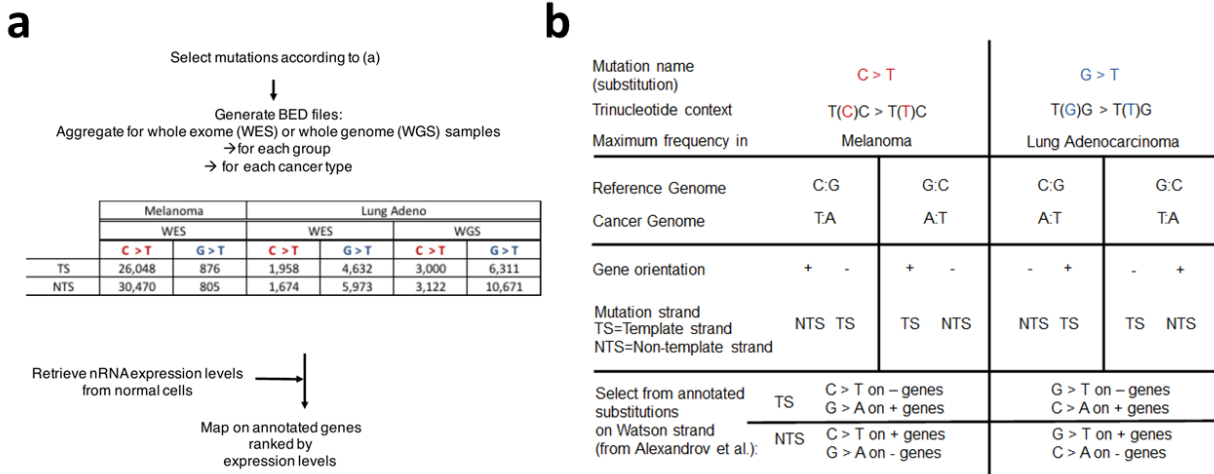 a
Select mutations according to (a)
Generate BED files:
Aggregate for whole exome (WES) or whole genome (WGS) samples
→for each group
→ for each cancer type
Melanoma Lung Adeno
WES WES WGS
C > T G > T C > T G > T C > T G > T
TS 26,048 876 1,958 4,632 3,000 6,311
NTS 30,470 805 1,674 5,973 3,122 10,671
Retrieve nRNA expression levels
from normal cells
Map on annotated genes
ranked by
expression levels
b
Mutation name
(substitution) C > T G > T
Trinucleotide context T(C)C > T(T)C T(G)G > T(T)G
Maximum frequency in Melanoma Lung Adenocarcinoma
Reference Genome C:G G:C C:G G:C
Cancer Genome T:A A:T A:T T:A
Gene orientation + - + - - + - +
Mutation strand
TS=Template strand NTS TS TS NTS NTS TS TS NTS
NTS=Non-template strand
Select from annotated
substitutions
on Watson strand
(from Alexandrov et al.):
TS C > T on – genes G > T on – genes
G > A on + genes C > A on + genes
NTS C > T on + genes G > T on + genes
G > A on - genes C > A on - genes